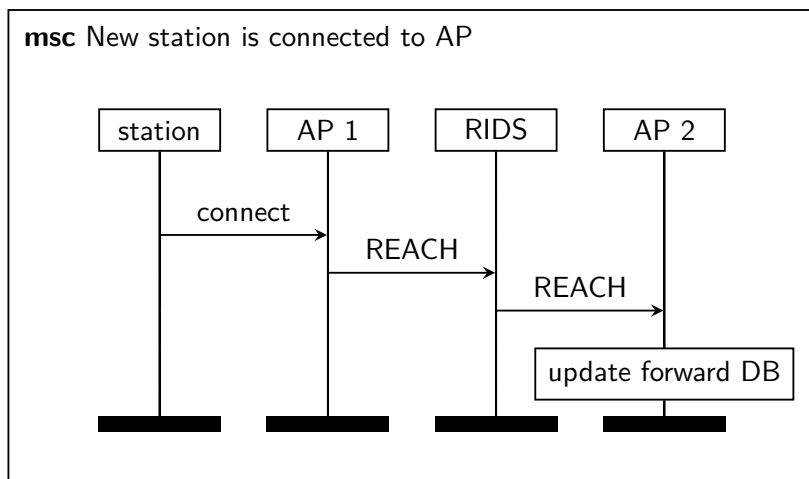 msc New station is connected to AP
station
AP 1
RIDS
AP 2
connect
REACH
REACH
update forward DB